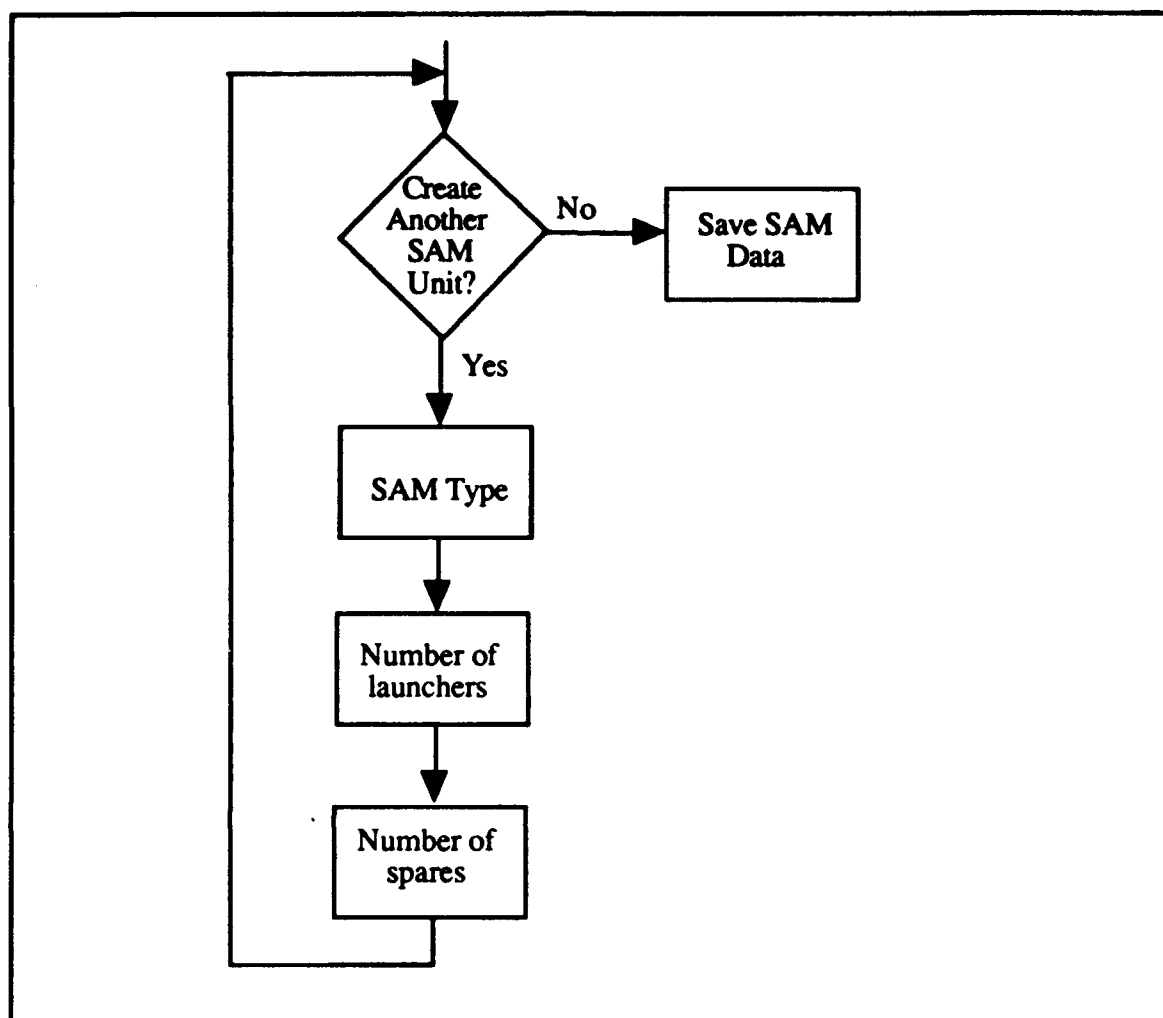 Create
Another
SAM
Unit?
No
Save SAM
Data
Yes
SAM Type
Number of
launchers
Number of
spares